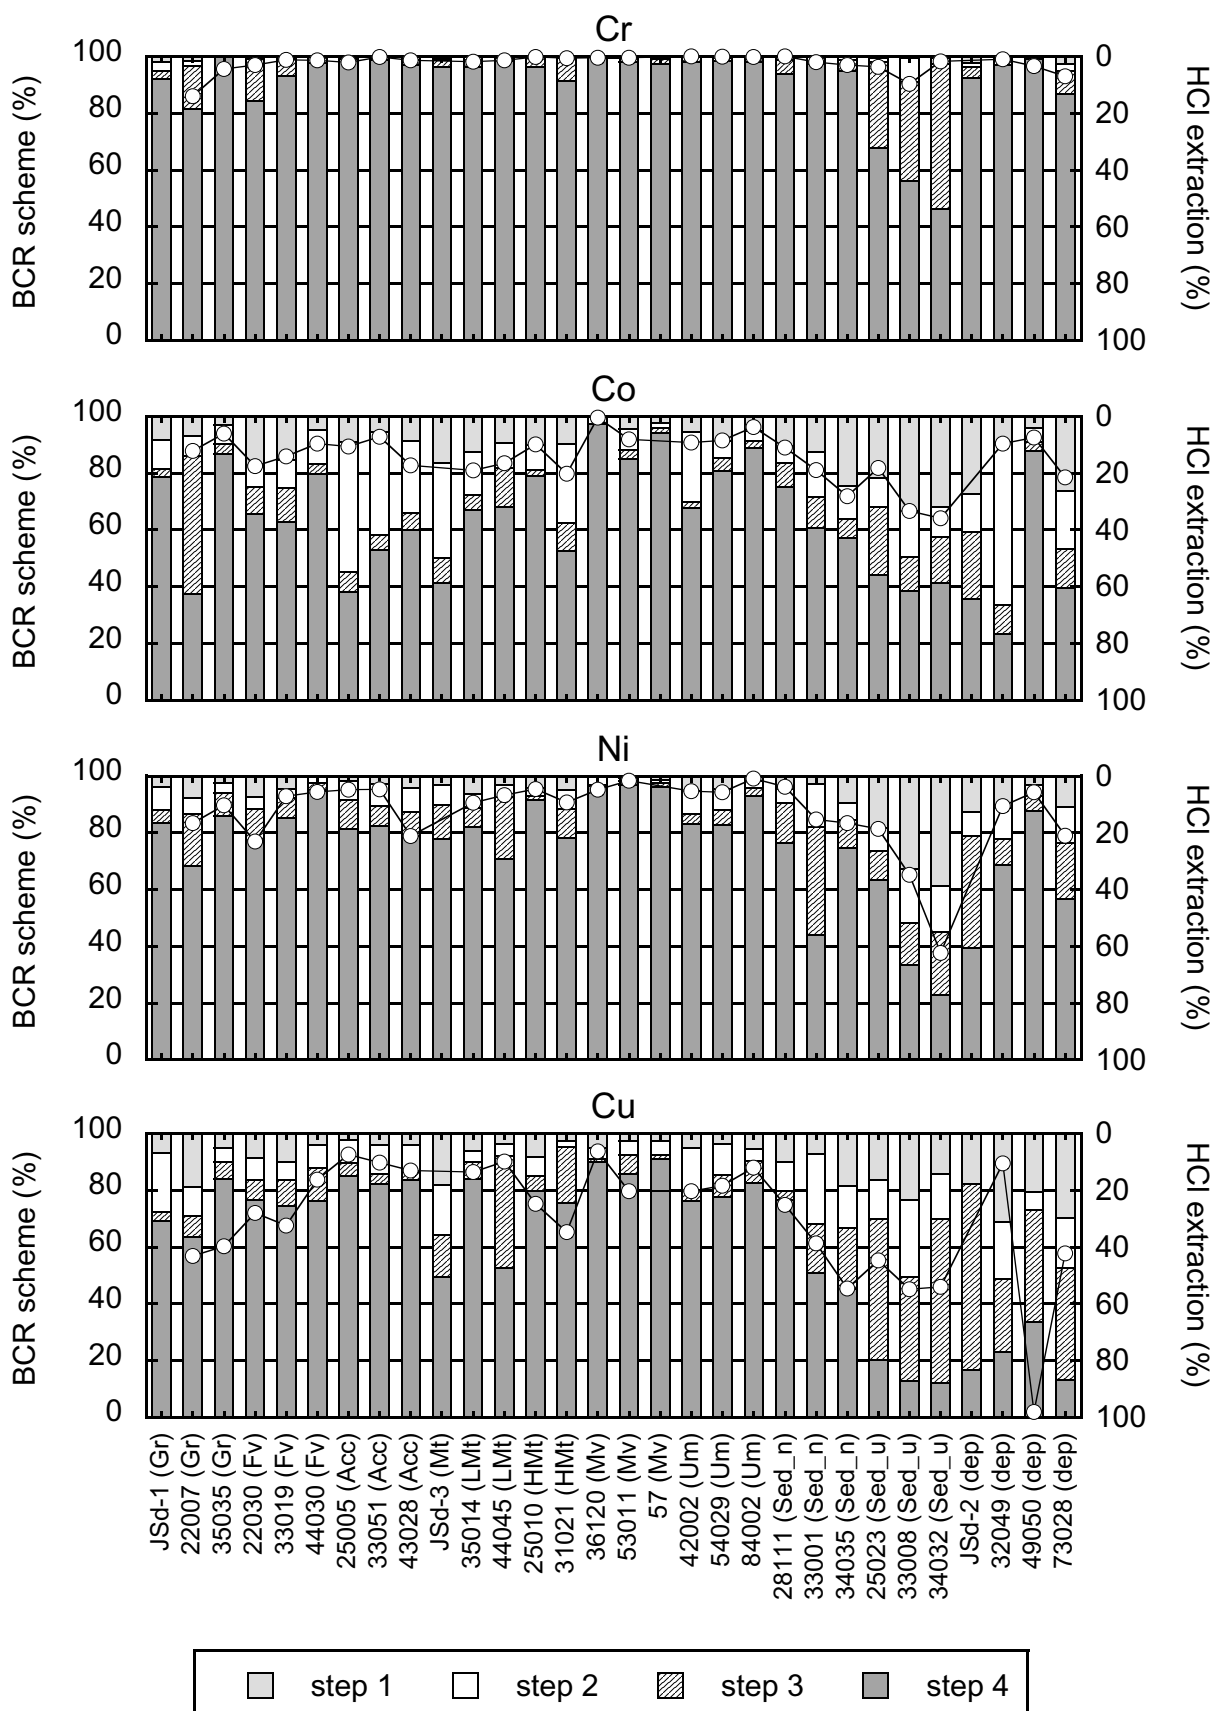 Cr
100 0
80 20
60 40
40 60
20 80
0 100
BCR scheme (%)
HCl extraction (%)
Co
100 0
80 20
60 40
40 60
20 80
0 100
BCR scheme (%)
HCl extraction (%)
Ni
100 0
80 20
60 40
40 60
20 80
0 100
BCR scheme (%)
HCl extraction (%)
Cu
100 0
80 20
60 40
40 60
20 80
0 100
BCR scheme (%)
HCl extraction (%)
JSd-1 (Gr)
22007 (Gr)
35035 (Gr)
22030 (Fv)
33019 (Fv)
44030 (Fv)
25005 (Acc)
33051 (Acc)
43028 (Acc)
JSd-3 (Mt)
35014 (LMt)
44045 (LMt)
25010 (HMt)
31021 (HMt)
36120 (Mv)
53011 (Mv)
57 (Mv)
42002 (Um)
54029 (Um)
84002 (Um)
28111 (Sed_n)
33001 (Sed_n)
34035 (Sed_n)
25023 (Sed_u)
33008 (Sed_u)
34032 (Sed_u)
JSd-2 (dep)
32049 (dep)
49050 (dep)
73028 (dep)
step 1 step 2 step 3 step 4